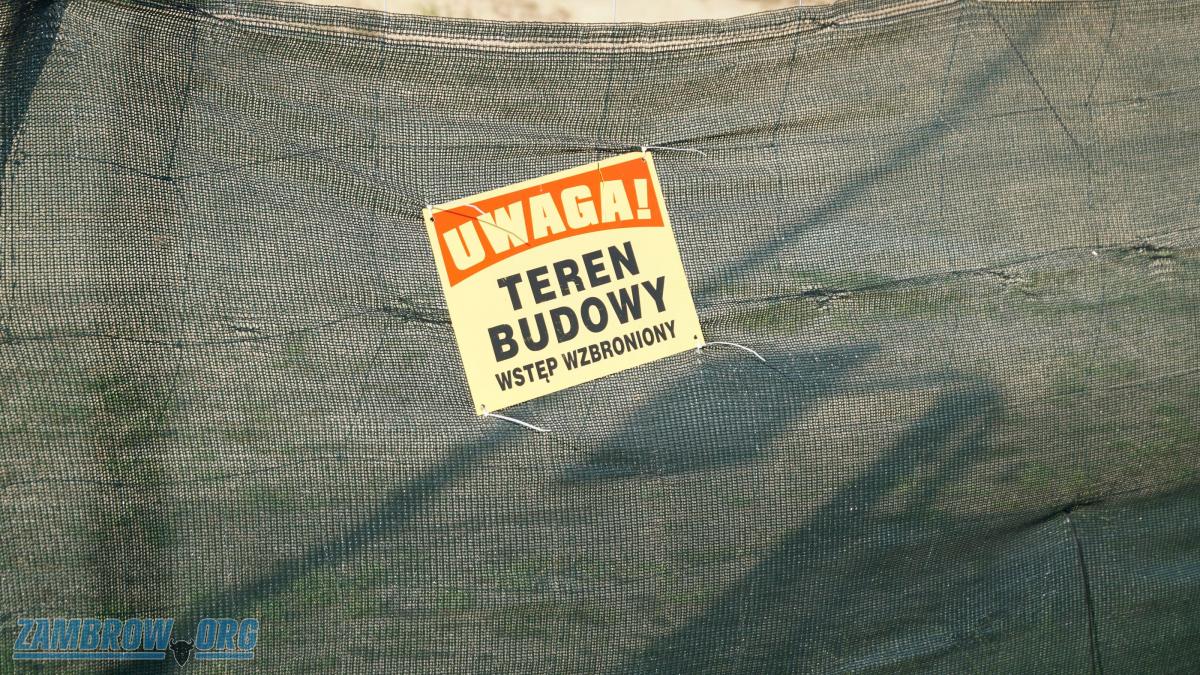 UWAGA!
TEREN
BUDOWY
WSTĘP WZBRONIONY
ZAMBROW.ORG